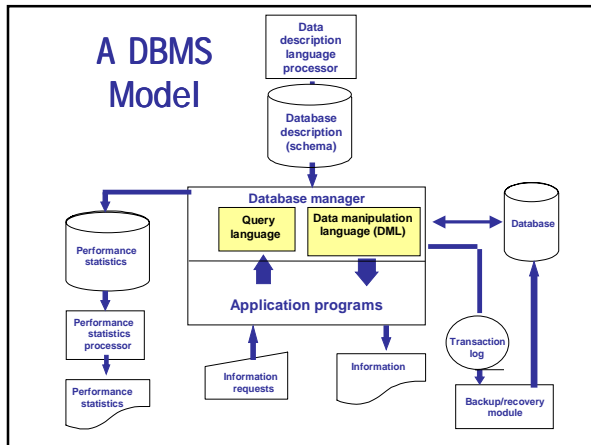 A DBMS
Model
Data
description
language
processor
Database
description
(schema)
Database manager
Query
language
Data manipulation
language (DML)
Database
Performance
statistics
Application programs
Performance
statistics
processor
Transaction
log
Information
requests
Information
Performance
statistics
Backup/recovery
module